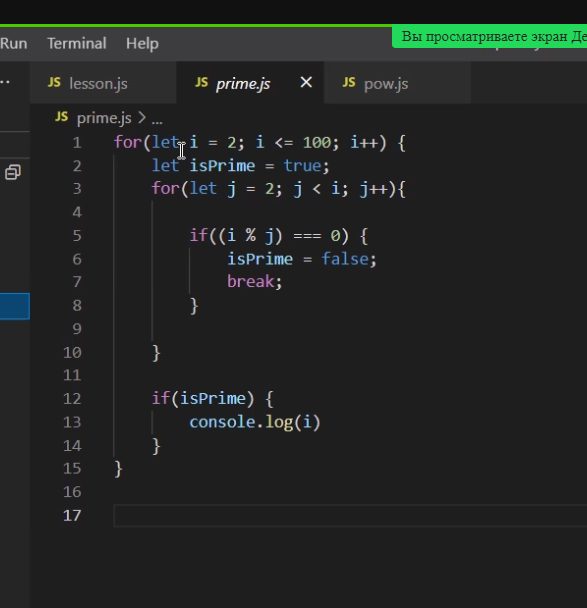 Вы просматриваете экран Де
Run Terminal Help
JS lesson.js JS prime.js × JS pow.js
JS prime.js > ...
1 for(let i = 2; i <= 100; i++) {
2 let isPrime = true;
3 for(let j = 2; j < i; j++){
4
5 if((i % j) === 0) {
6 isPrime = false;
7 break;
8 }
9
10 }
11
12 if(isPrime) {
13 console.log(i)
14 }
15 }
16
17